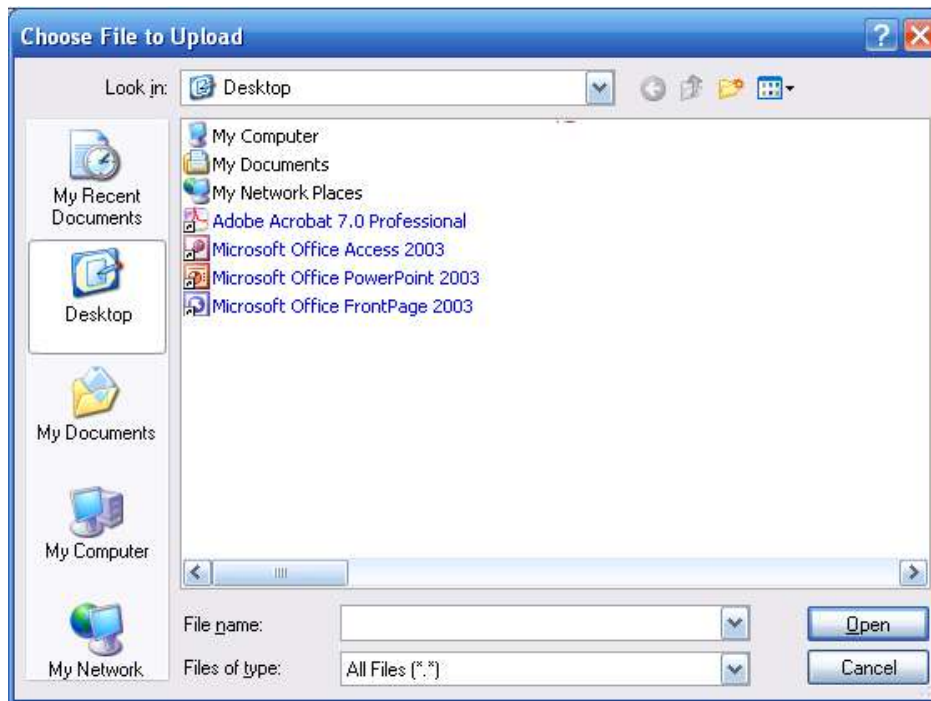 Choose File to Upload
Look in: Desktop
My Recent
Documents
Desktop
My Documents
My Computer
My Network
My Computer
My Documents
My Network Places
Adobe Acrobat 7.0 Professional
Microsoft Office Access 2003
Microsoft Office PowerPoint 2003
Microsoft Office FrontPage 2003
File name:
Open
Files of type: All Files (*.*)
Cancel